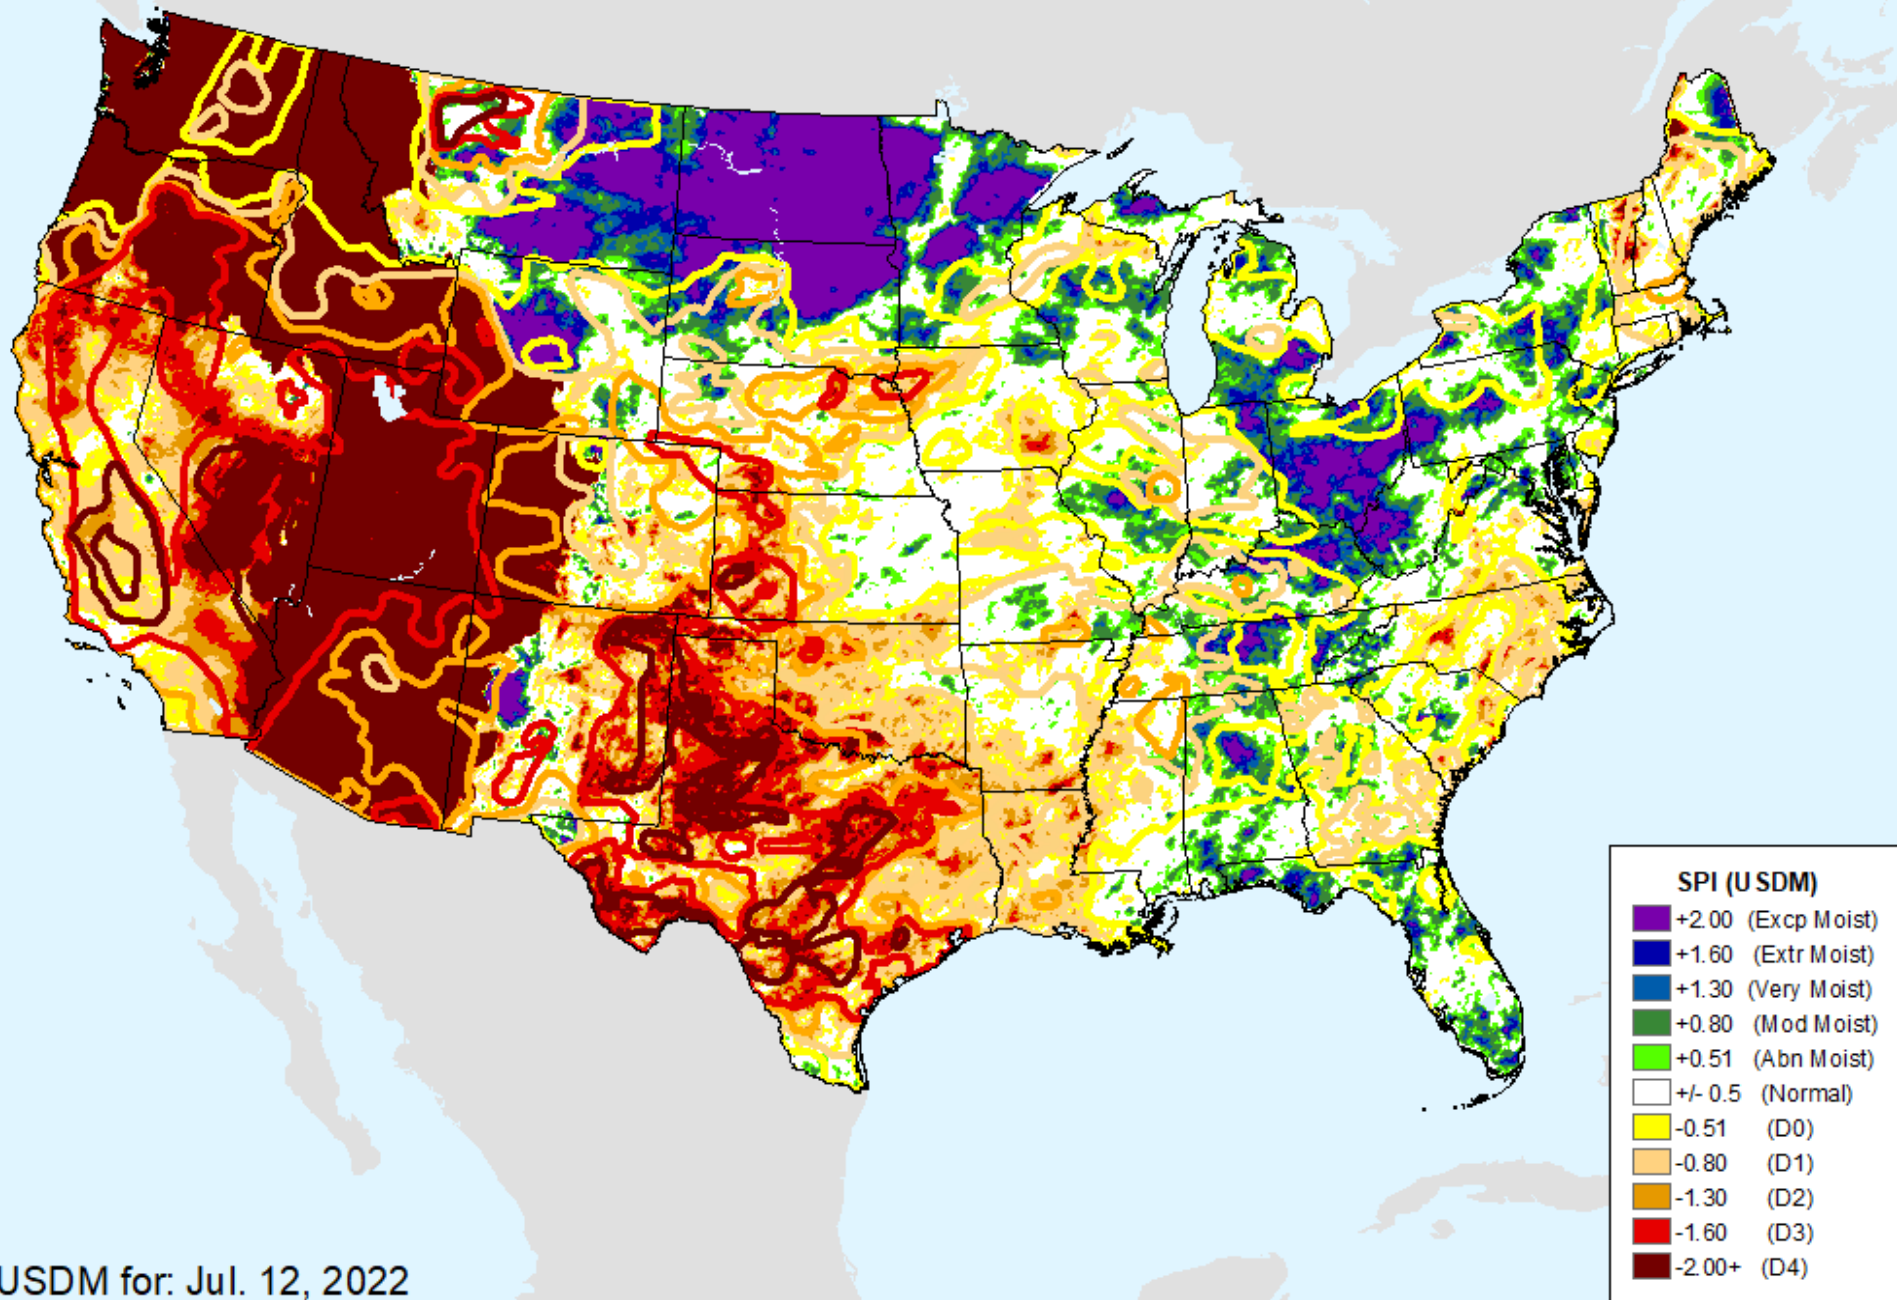 SPI (USDM)
+2.00 (Excp Moist)
+1.60 (Extr Moist)
+1.30 (Very Moist)
+0.80 (Mod Moist)
+0.51 (Abn Moist)
+/- 0.5 (Normal)
-0.51 (D0)
-0.80 (D1)
-1.30 (D2)
-1.60 (D3)
-2.00+ (D4)
USDM for: Jul. 12, 2022